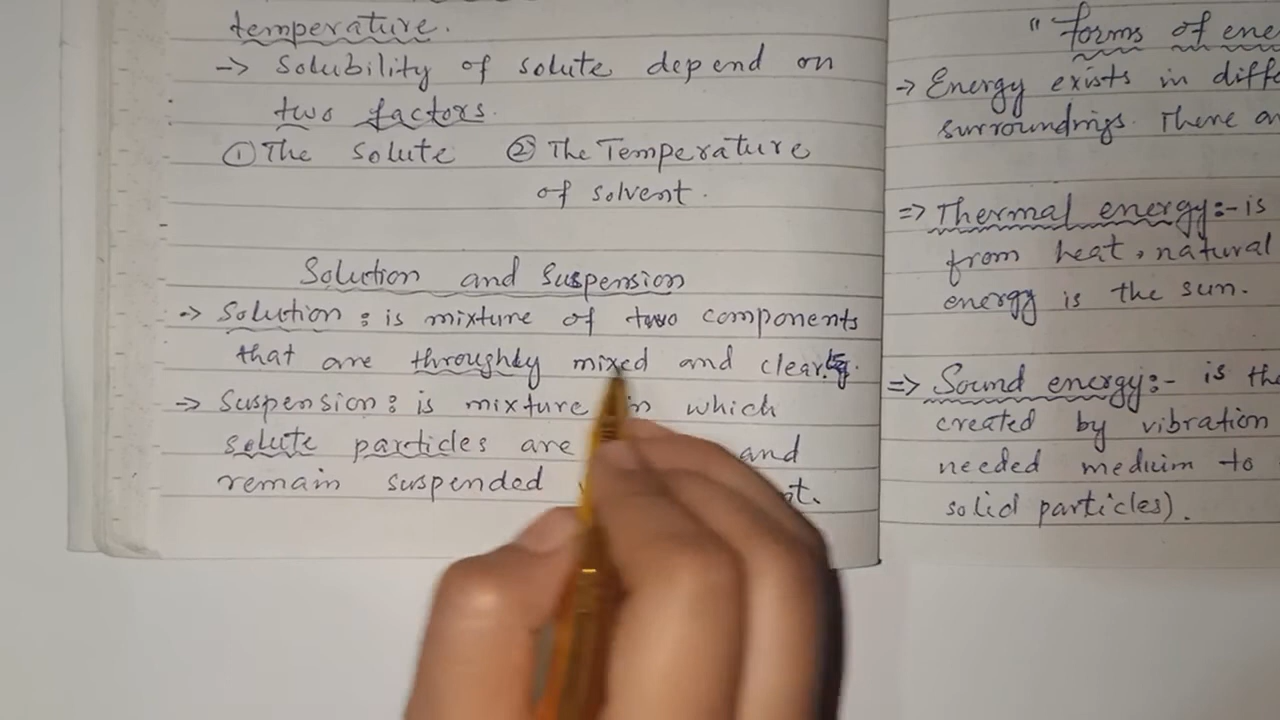 temperature.
-> Solubility of solute depend on
two factors.
① The solute ② The Temperature
of solvent.
Solution and Suspension
-> Solution : is mixture of two components
that are throughly mixed and clear.
-> Suspension : is mixture in which
solute particles are and
remain suspended
" forms of
-> Energy exists in
surroundings. There
=> Thermal energy :- is
from heat, natural
energy is the sun.
=> Sound energy :- is
created by vibration
needed medium to
solid particles).